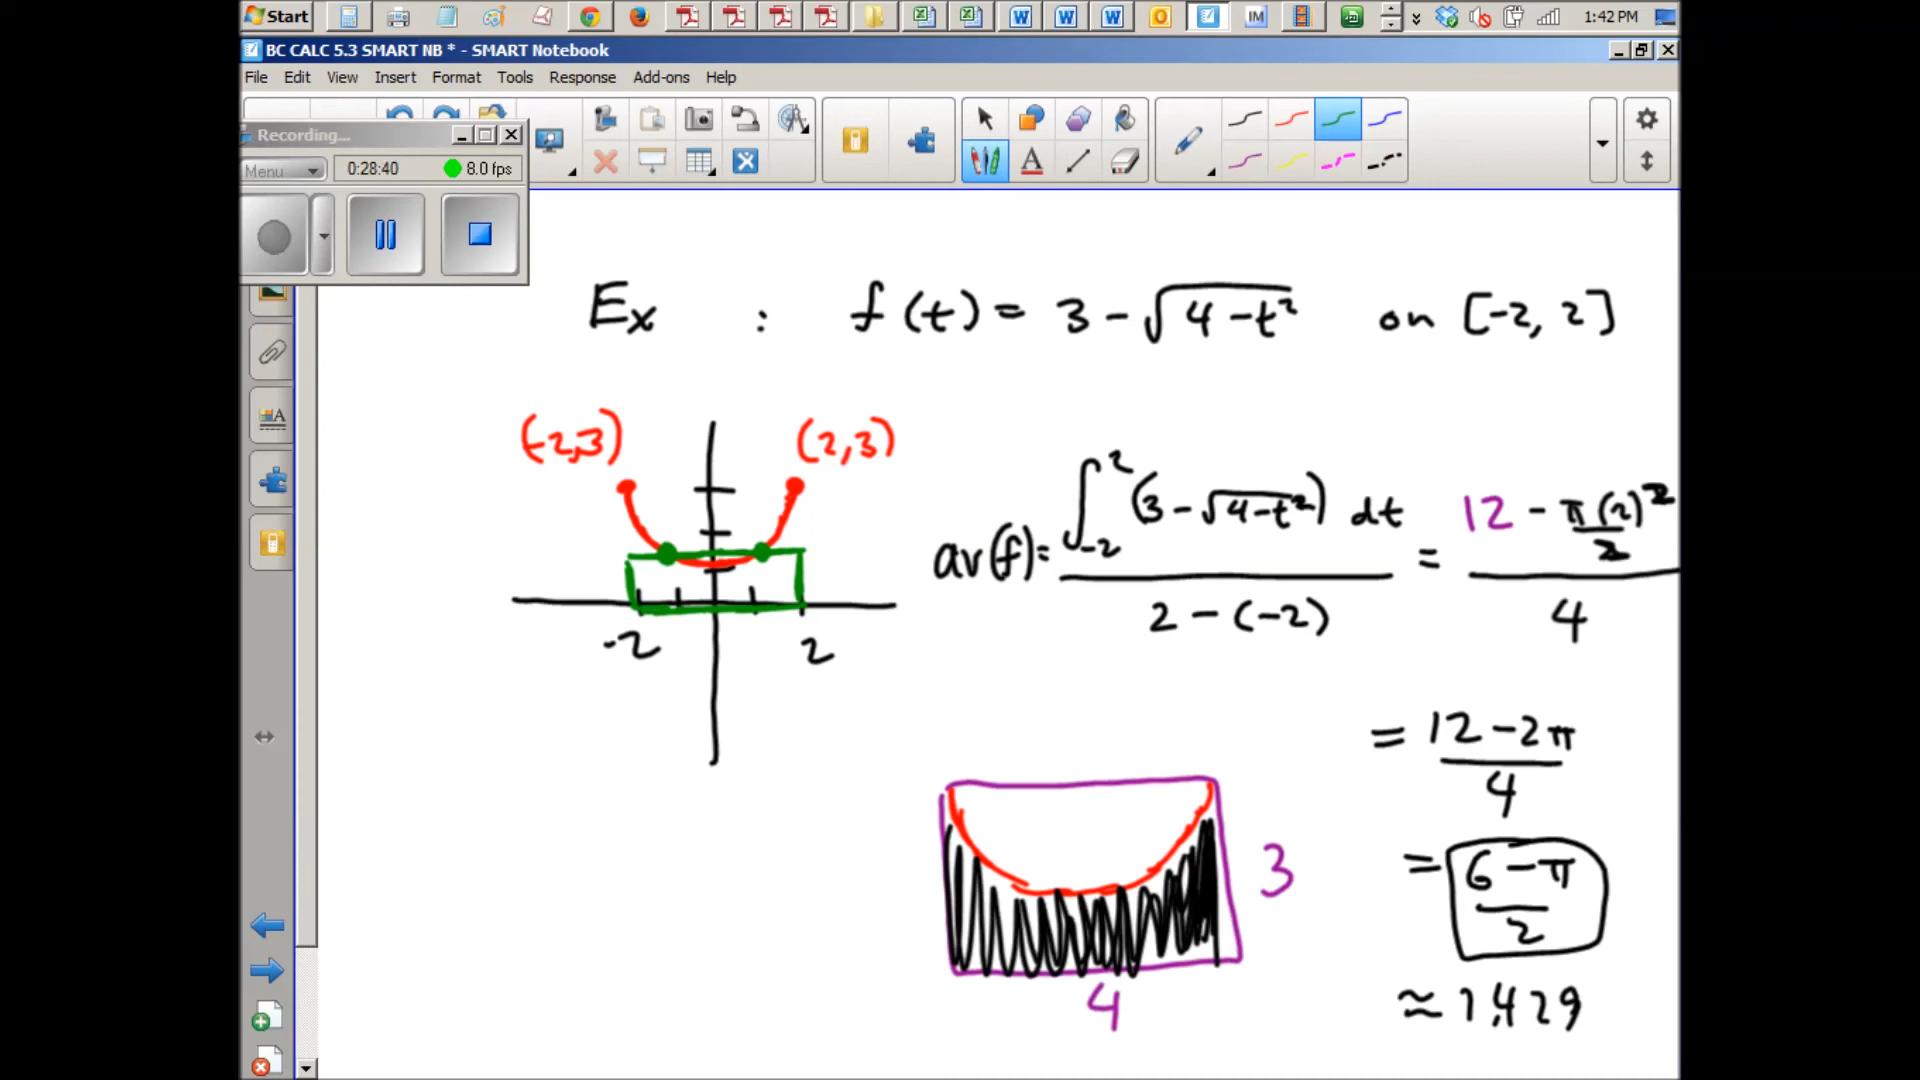 Start
1:42 PM
BC CALC 5.3 SMART NB * - SMART Notebook
File Edit View Insert Format Tools Response Add-ons Help
Recording...
Menu 0:28:40 8.0 fps
Ex : f(t) = 3 - √(4-t²) on [-2, 2]
(-2,3) (2,3)
-2 2
av(f) = ∫_{-2}^{2} (3-√(4-t²)) dt / 2-(-2) = 12 - π(2)²/2 / 4
= 12-2π / 4
3
4
= 6-π / 2
≈ 1.429